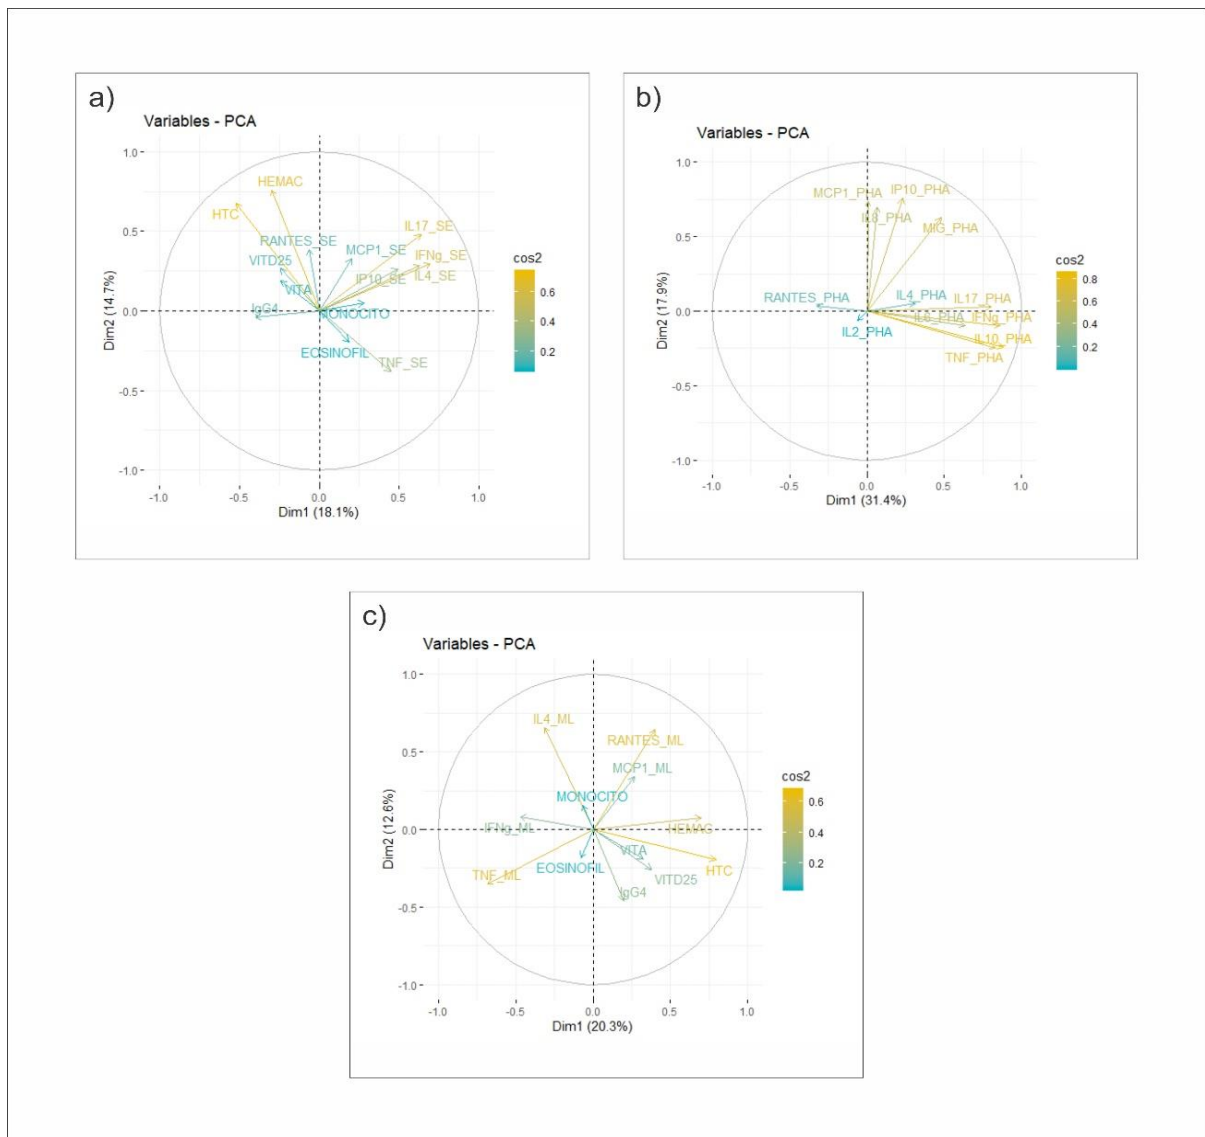 a)
Variables - PCA
1.0
0.5
0.0
-0.5
-1.0
Dim2 (14.7%)
HEMAC
HTC
IL17_SE
RANTES_SE
MCP1_SE
IFNg_SE
VITD25
IP10_SE
IL4_SE
VITA
IgG4
MONOCITO
EOSINOFIL
TNF_SE
-1.0 -0.5 0.0 0.5 1.0
Dim1 (18.1%)
cos2
0.6
0.4
0.2
b)
Variables - PCA
1.0
0.5
0.0
-0.5
-1.0
Dim2 (17.9%)
MCP1_PHA
IP10_PHA
IL8_PHA
MIG_PHA
RANTES_PHA
IL4_PHA
IL17_PHA
IL2_PHA
IL6_PHA
IFNg_PHA
IL10_PHA
TNF_PHA
-1.0 -0.5 0.0 0.5 1.0
Dim1 (31.4%)
cos2
0.8
0.6
0.4
0.2
c)
Variables - PCA
1.0
0.5
0.0
-0.5
-1.0
Dim2 (12.6%)
IL4_ML
RANTES_ML
MCP1_ML
MONOCITO
IFNg_ML
HEMAC
VITA
EOSINOFIL
HTC
TNF_ML
VITD25
IgG4
-1.0 -0.5 0.0 0.5 1.0
Dim1 (20.3%)
cos2
0.6
0.4
0.2